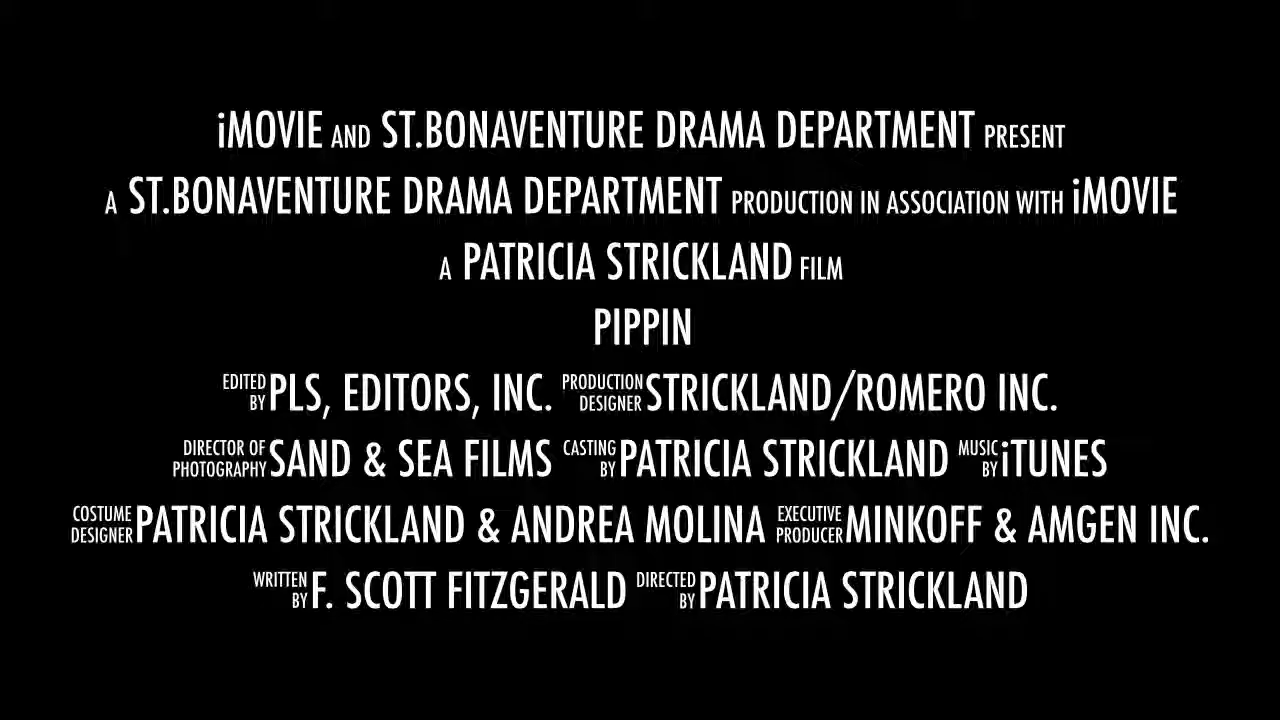 iMOVIE AND ST.BONAVENTURE DRAMA DEPARTMENT PRESENT
A ST.BONAVENTURE DRAMA DEPARTMENT PRODUCTION IN ASSOCIATION WITH iMOVIE
A PATRICIA STRICKLAND FILM
PIPPIN
EDITED BY PLS, EDITORS, INC. PRODUCTION DESIGNER STRICKLAND/ROMERO INC.
DIRECTOR OF PHOTOGRAPHY SAND & SEA FILMS CASTING BY PATRICIA STRICKLAND MUSIC BY iTUNES
COSTUME DESIGNER PATRICIA STRICKLAND & ANDREA MOLINA EXECUTIVE PRODUCER MINKOFF & AMGEN INC.
WRITTEN BY F. SCOTT FITZGERALD DIRECTED BY PATRICIA STRICKLAND